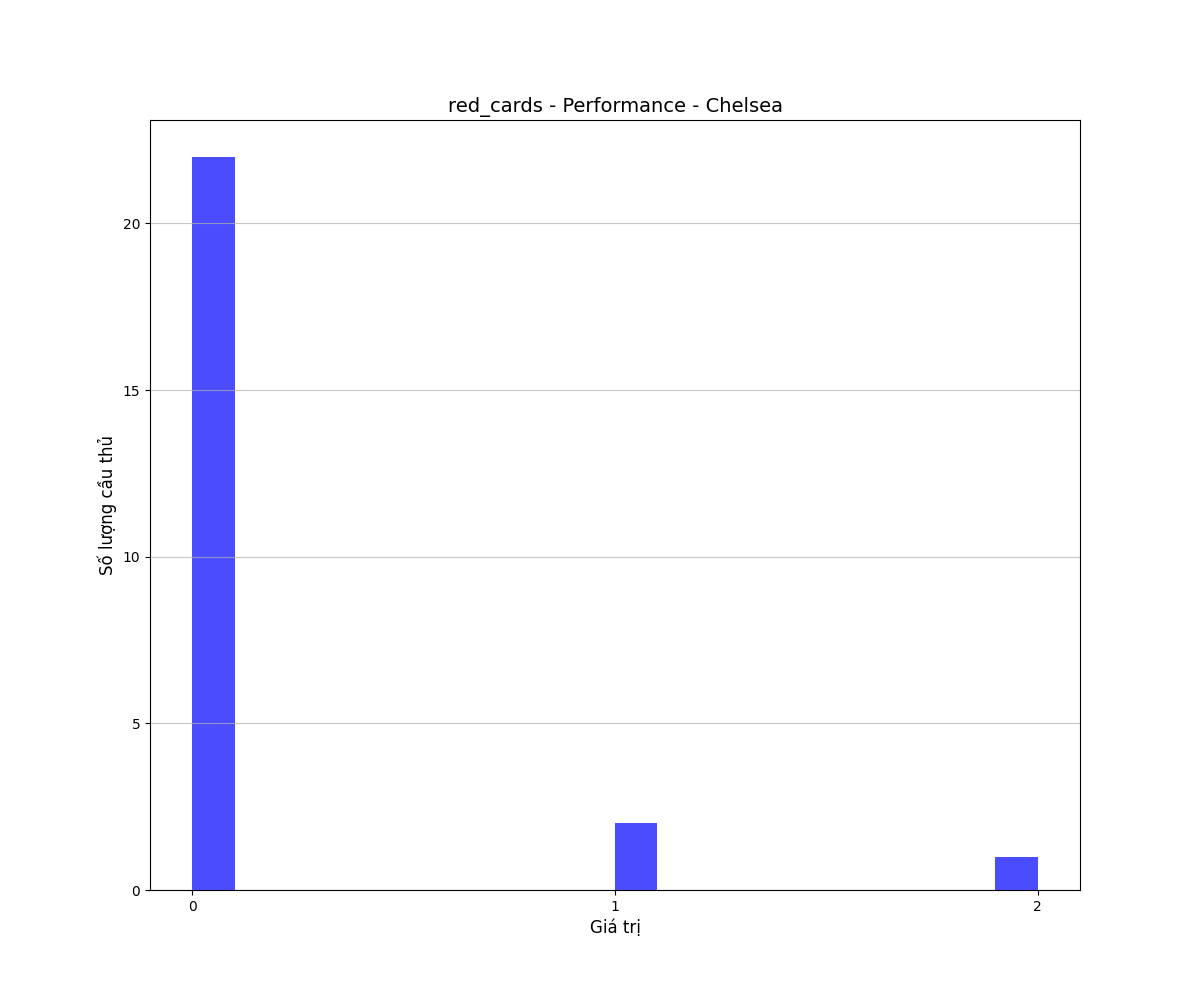 red_cards - Performance - Chelsea
20
15
10
5
0
Số lượng cầu thủ
0 1 2
Giá trị